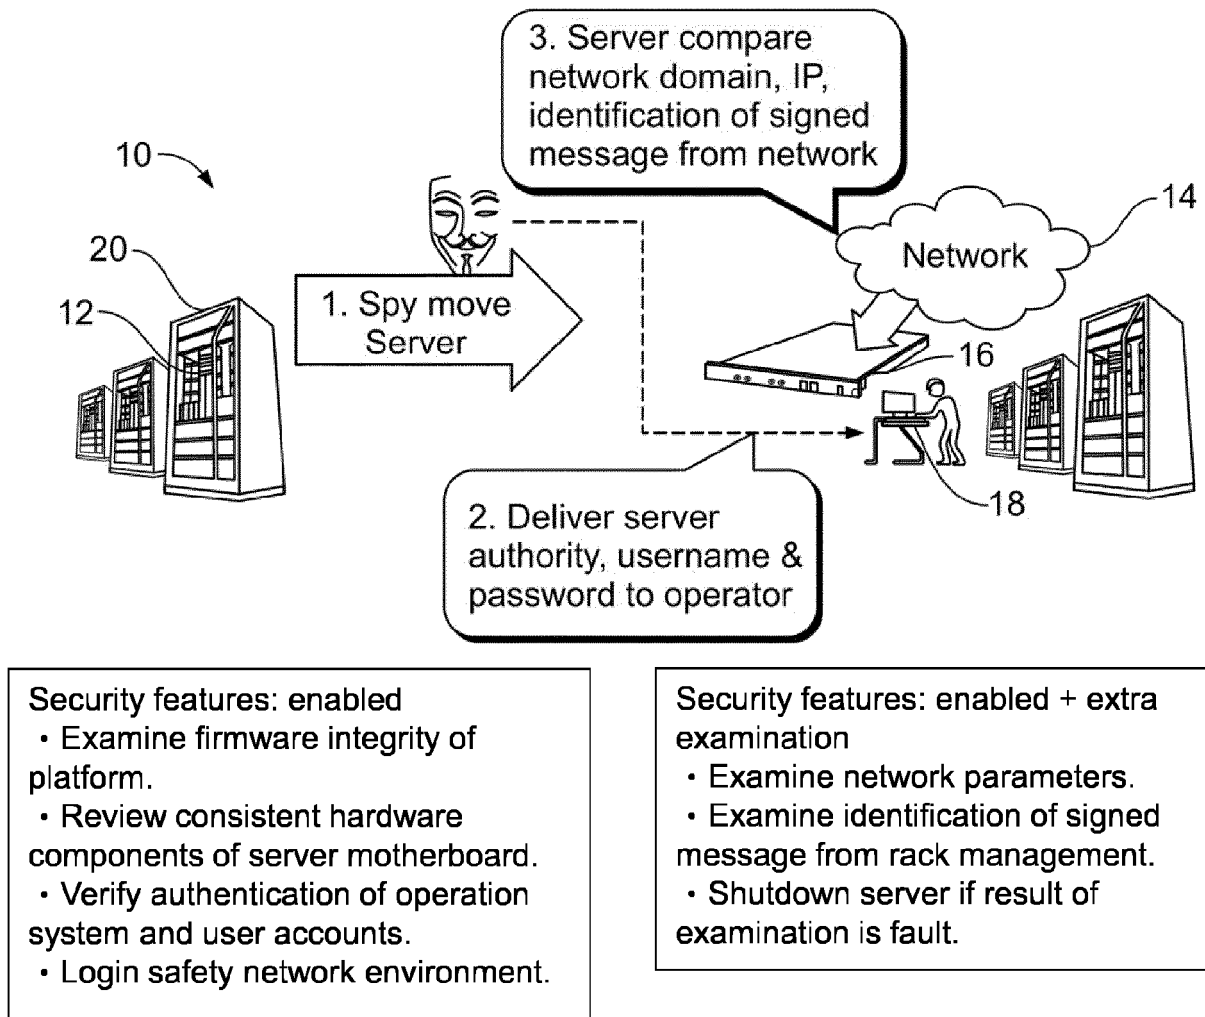 3. Server compare
network domain, IP,
identification of signed
message from network
10
14
20
Network
12
1. Spy move
Server
16
18
2. Deliver server
authority, username &
password to operator
Security features: enabled
• Examine firmware integrity of
platform.
• Review consistent hardware
components of server motherboard.
• Verify authentication of operation
system and user accounts.
• Login safety network environment.
Security features: enabled + extra
examination
• Examine network parameters.
• Examine identification of signed
message from rack management.
• Shutdown server if result of
examination is fault.